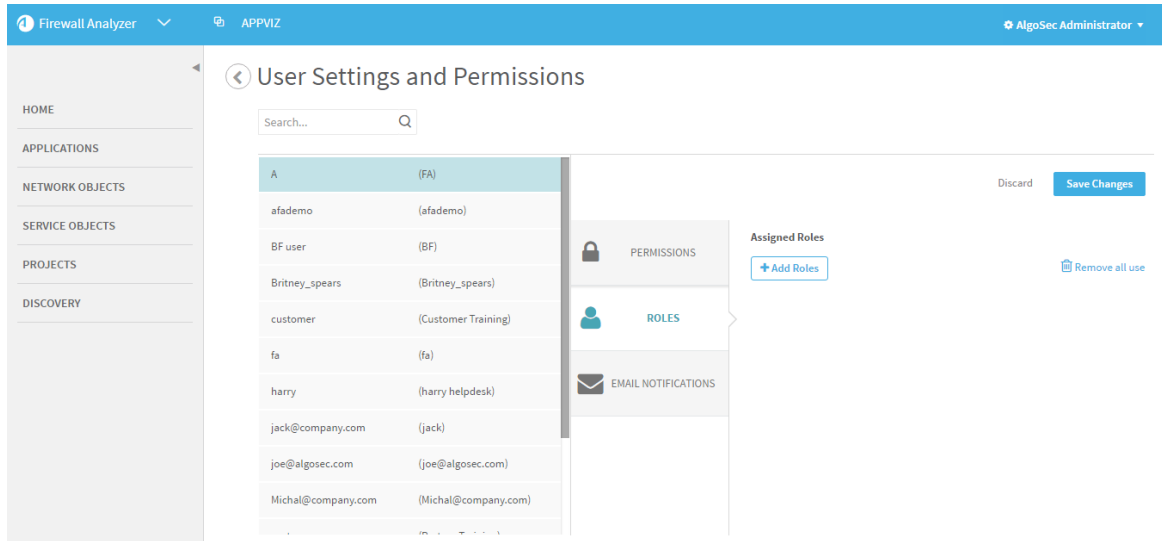 Firewall Analyzer APPVIZ AlgoSec Administrator
User Settings and Permissions
Search...
HOME
APPLICATIONS
NETWORK OBJECTS
SERVICE OBJECTS
PROJECTS
DISCOVERY
A (FA)
afademo (afademo)
BF user (BF)
Britney_spears (Britney_spears)
customer (Customer Training)
fa (fa)
harry (harry helpdesk)
jack@company.com (jack)
joe@algosec.com (joe@algosec.com)
Michal@company.com (Michal@company.com)
PERMISSIONS
ROLES
EMAIL NOTIFICATIONS
Discard Save Changes
Assigned Roles
+ Add Roles Remove all use